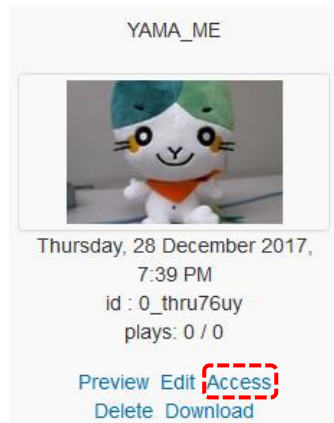 YAMA_ME
Thursday, 28 December 2017,
7:39 PM
id : 0_thru76uy
plays: 0 / 0
Preview Edit Access
Delete Download